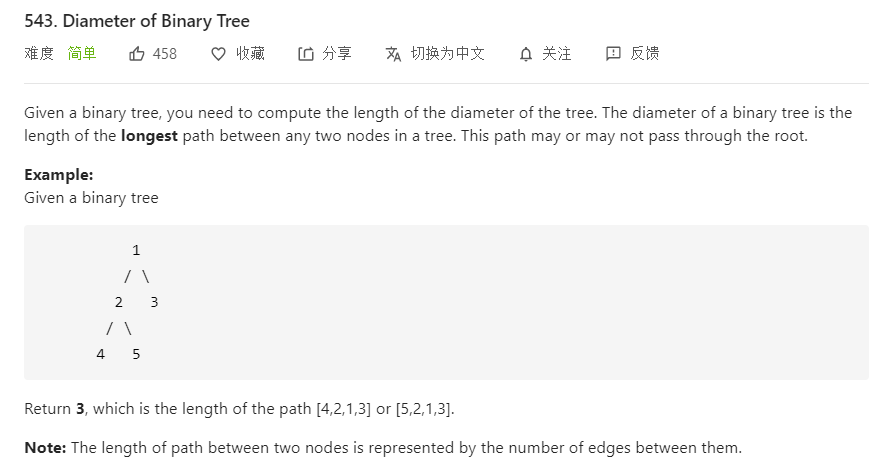 543. Diameter of Binary Tree
难度 简单 458 收藏 分享 切换为中文 关注 反馈
Given a binary tree, you need to compute the length of the diameter of the tree. The diameter of a binary tree is the
length of the longest path between any two nodes in a tree. This path may or may not pass through the root.
Example:
Given a binary tree
1
/ \
2 3
/ \
4 5
Return 3, which is the length of the path [4,2,1,3] or [5,2,1,3].
Note: The length of path between two nodes is represented by the number of edges between them.